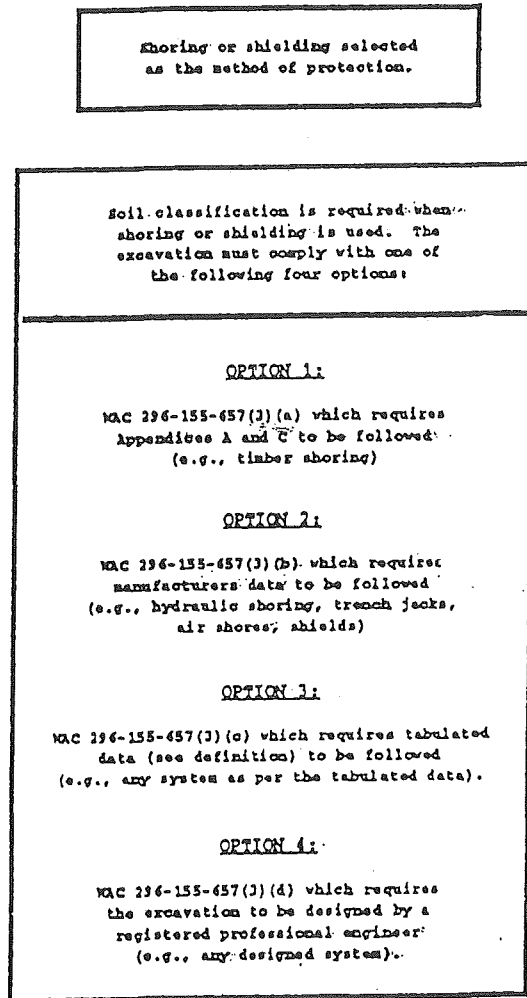 Shoring or shielding selected
as the method of protection.
Soil classification is required when
shoring or shielding is used. The
excavation must comply with one of
the following four options:
OPTION 1:
WAC 296-155-657(3)(a) which requires
Appendices A and C to be followed
(e.g., timber shoring)
OPTION 2:
WAC 296-155-657(3)(b) which requires
manufacturers data to be followed
(e.g., hydraulic shoring, trench jacks,
air shores, shields)
OPTION 3:
WAC 296-155-657(3)(c) which requires tabulated
data (see definition) to be followed
(e.g., any system as per the tabulated data).
OPTION 4:
WAC 296-155-657(3)(d) which requires
the excavation to be designed by a
registered professional engineer
(e.g., any designed system).